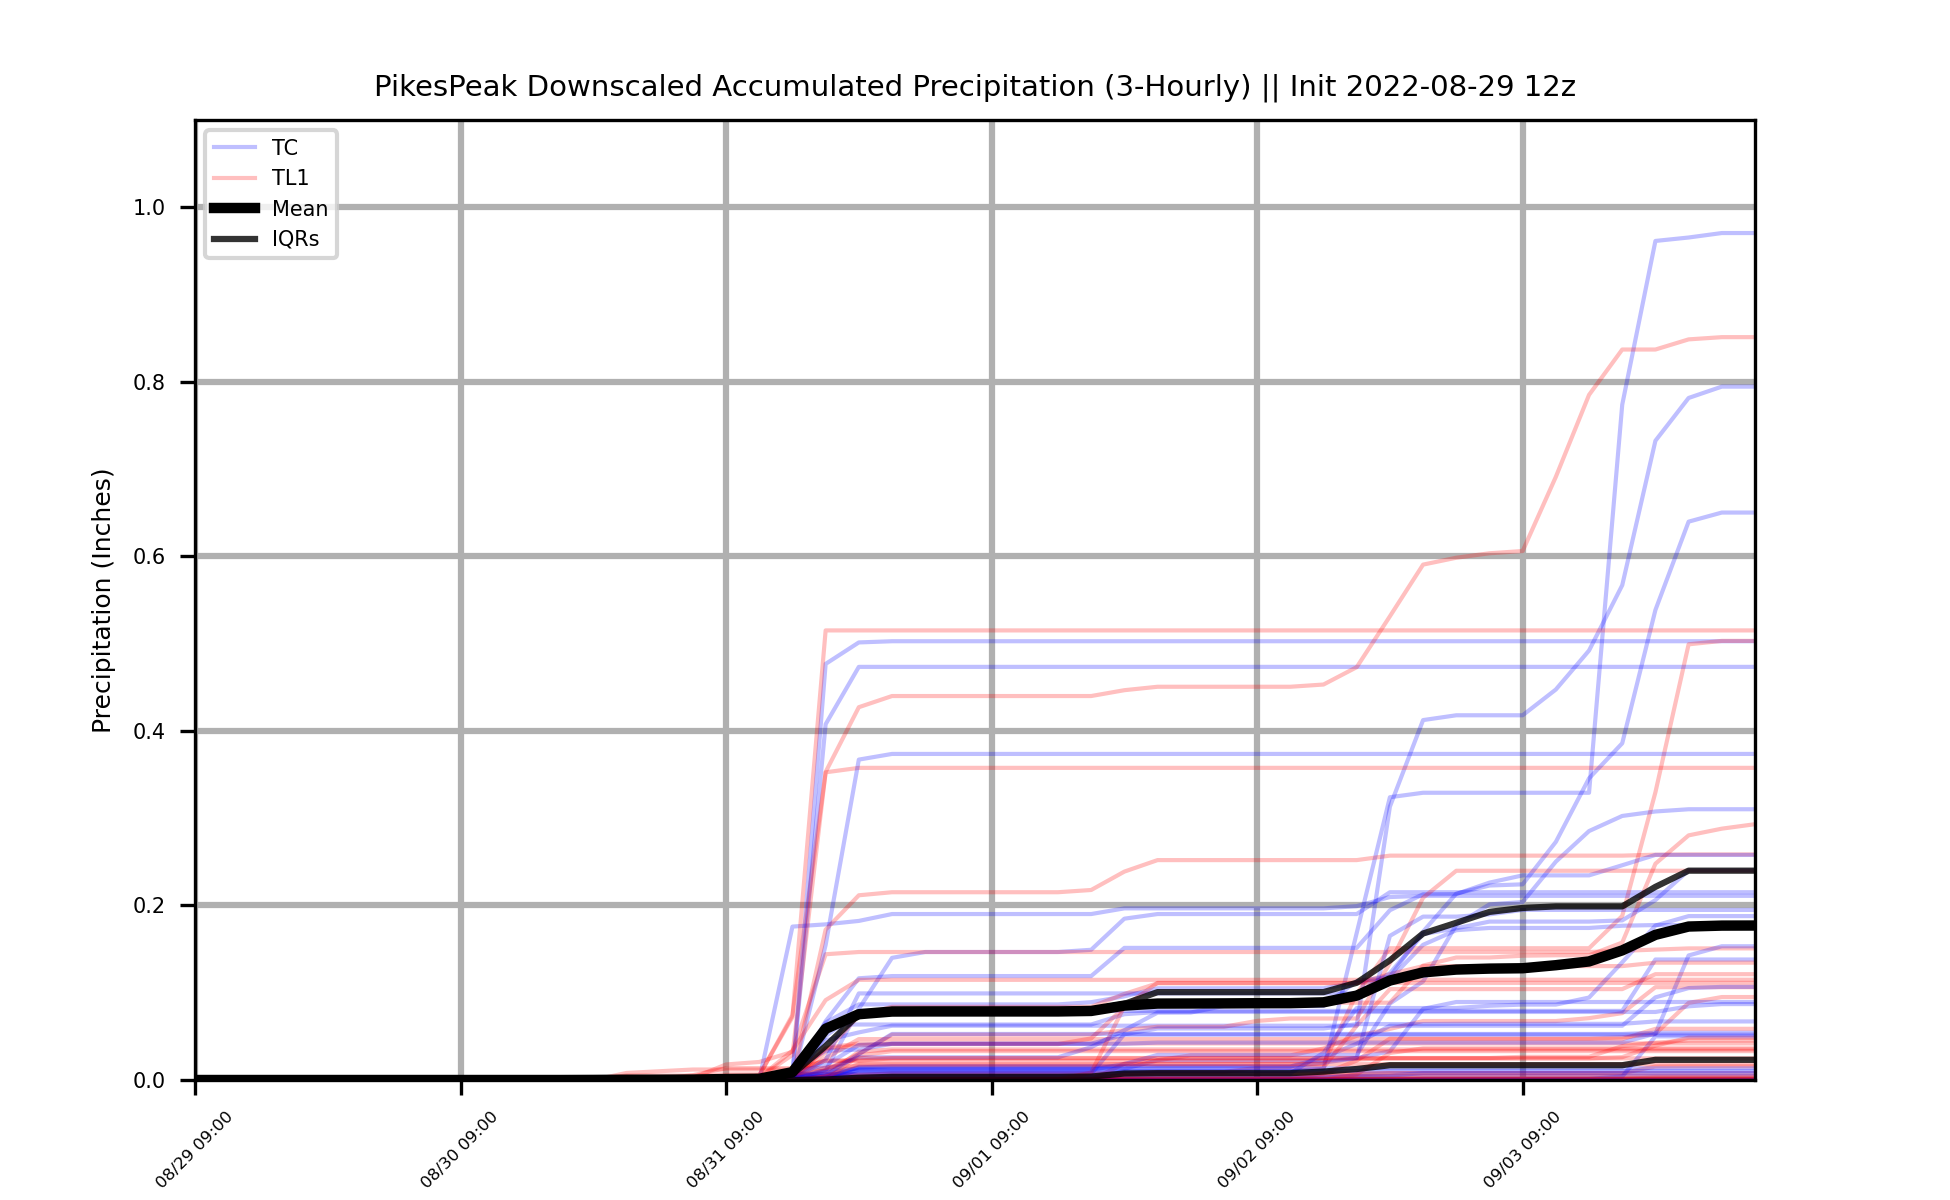 PikesPeak Downscaled Accumulated Precipitation (3-Hourly) || Init 2022-08-29 12z
TC
TL1
Mean
IQRs
Precipitation (Inches)
1.0
0.8
0.6
0.4
0.2
0.0
08/29 09:00
08/30 09:00
08/31 09:00
09/01 09:00
09/02 09:00
09/03 09:00